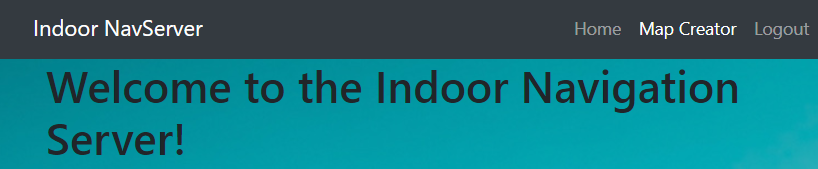 Indoor NavServer Home Map Creator Logout
Welcome to the Indoor Navigation
Server!